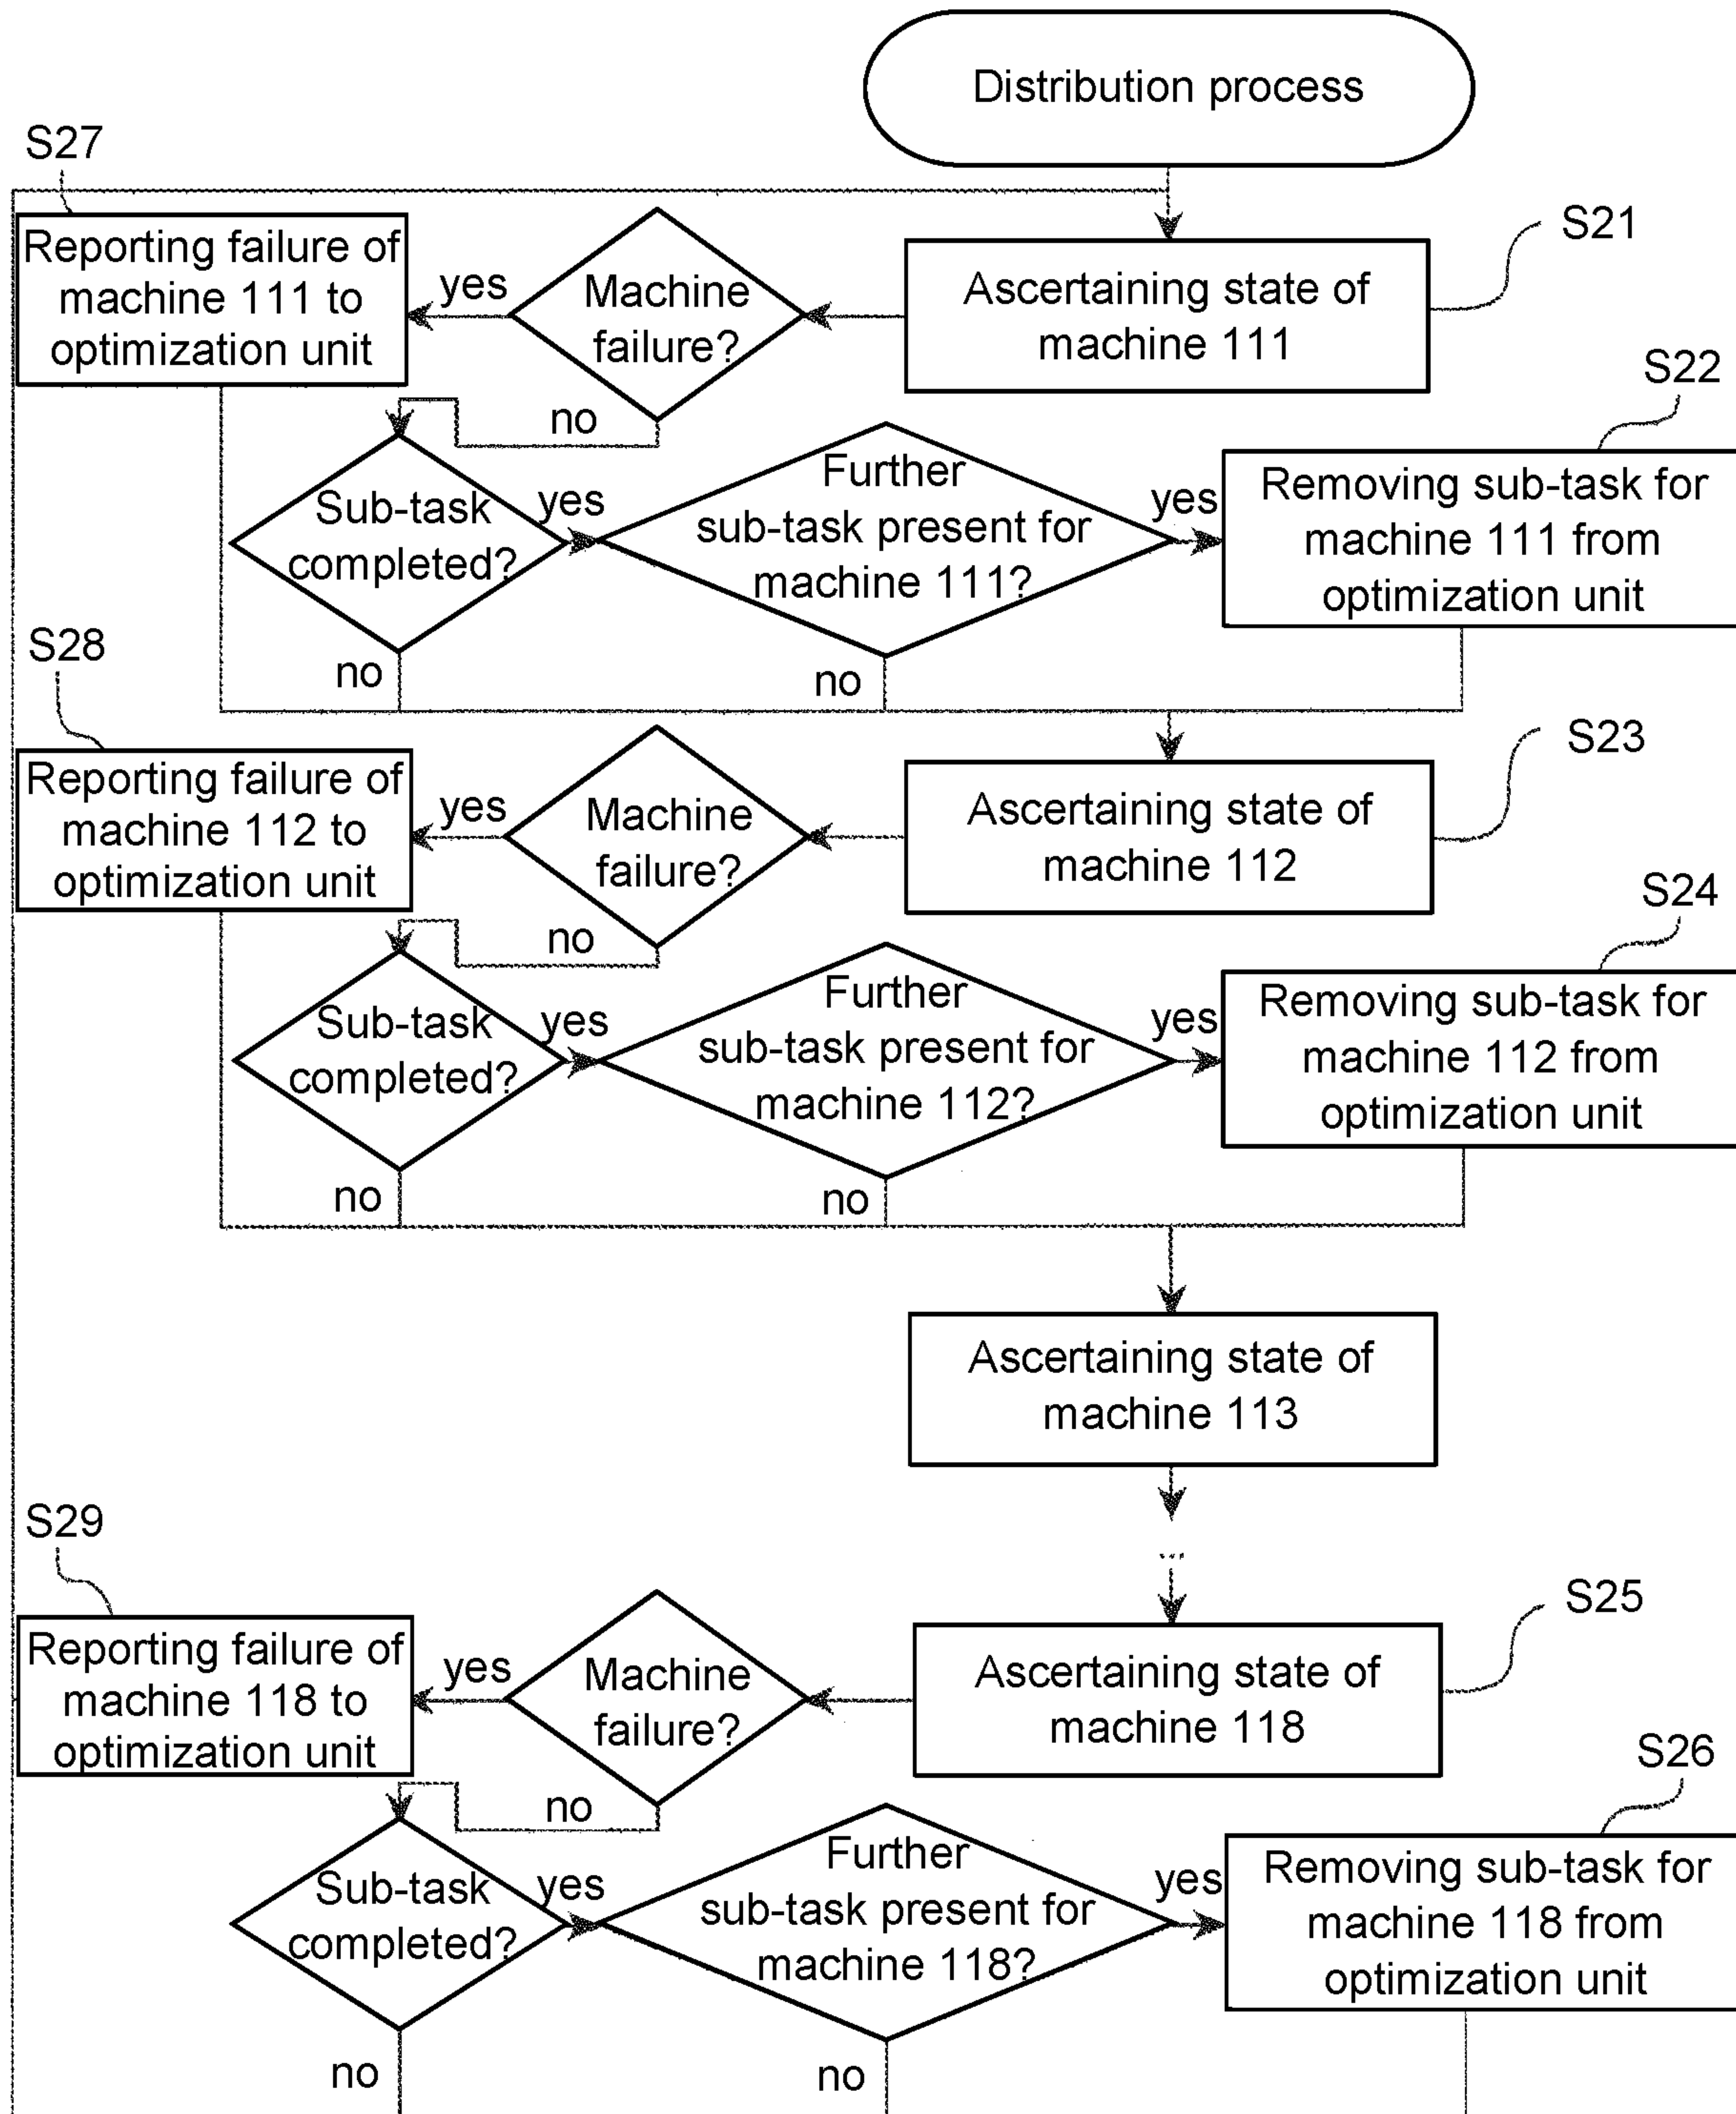 Distribution process
S27
S21
Reporting failure of
machine 111 to
optimization unit
yes
Machine
failure?
Ascertaining state of
machine 111
no
S22
Sub-task
completed?
yes
Further
sub-task present for
machine 111?
yes
Removing sub-task for
machine 111 from
optimization unit
no
no
S28
S23
Reporting failure of
machine 112 to
optimization unit
yes
Machine
failure?
Ascertaining state of
machine 112
no
S24
Sub-task
completed?
yes
Further
sub-task present for
machine 112?
yes
Removing sub-task for
machine 112 from
optimization unit
no
no
Ascertaining state of
machine 113
...
S29
S25
Reporting failure of
machine 118 to
optimization unit
yes
Machine
failure?
Ascertaining state of
machine 118
no
S26
Sub-task
completed?
yes
Further
sub-task present for
machine 118?
yes
Removing sub-task for
machine 118 from
optimization unit
no
no